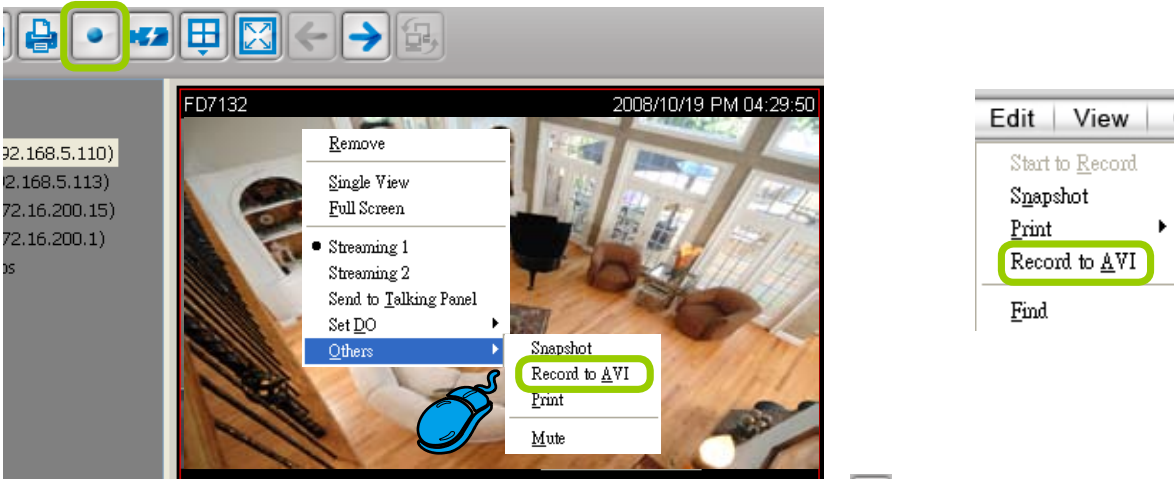 FD7132 2008/10/19 PM 04:29:50
92.168.5.110)
2.168.5.113)
72.16.200.15)
72.16.200.1)
Remove
Single View
Full Screen
Streaming 1
Streaming 2
Send to Talking Panel
Set DO
Others
Snapshot
Record to AVI
Print
Mute
Edit View
Start to Record
Snapshot
Print
Record to AVI
Find